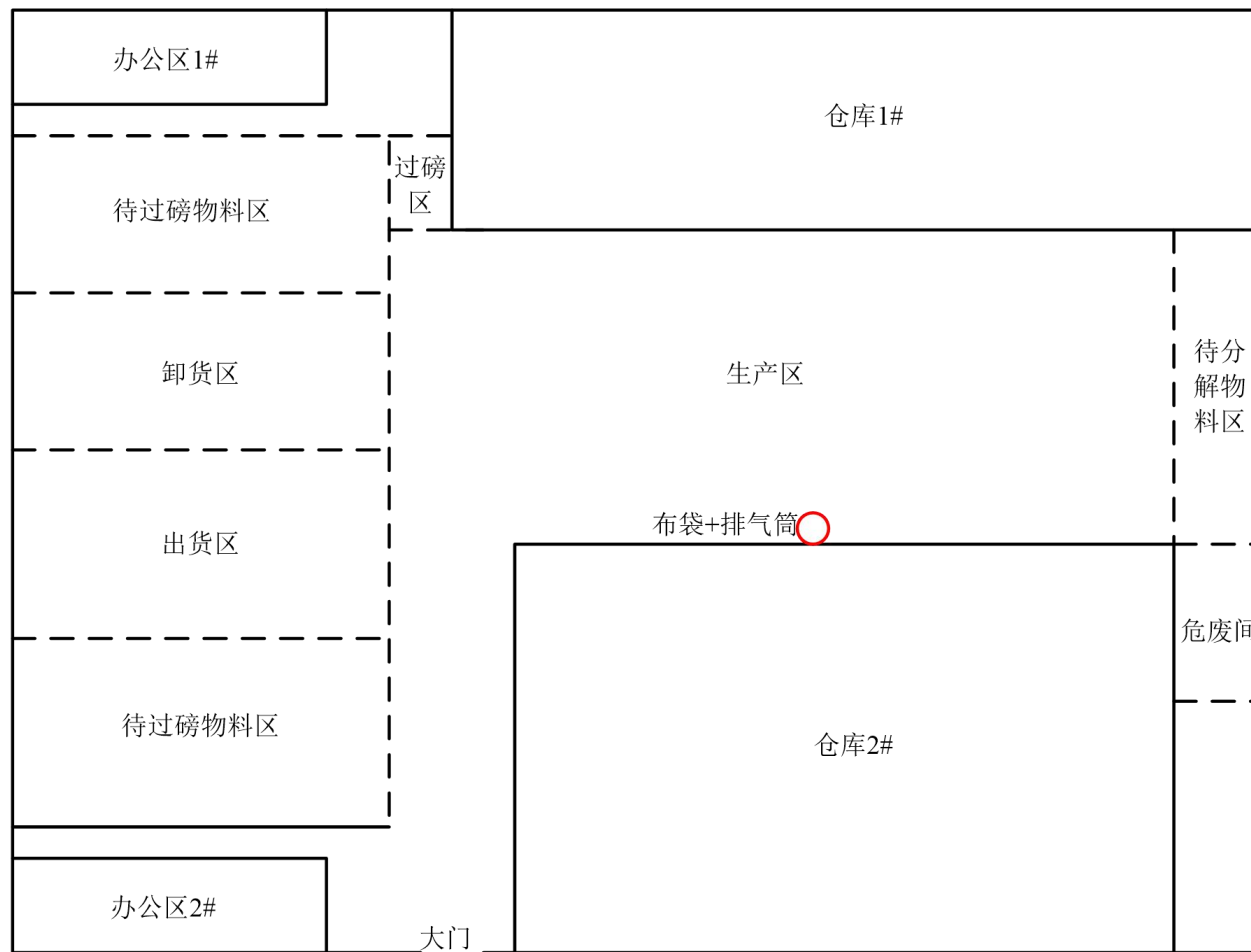 办公区1#
仓库1#
过磅
区
待过磅物料区
卸货区
生产区
待分
解物
料区
布袋+排气筒
出货区
危废间
待过磅物料区
仓库2#
办公区2#
大门